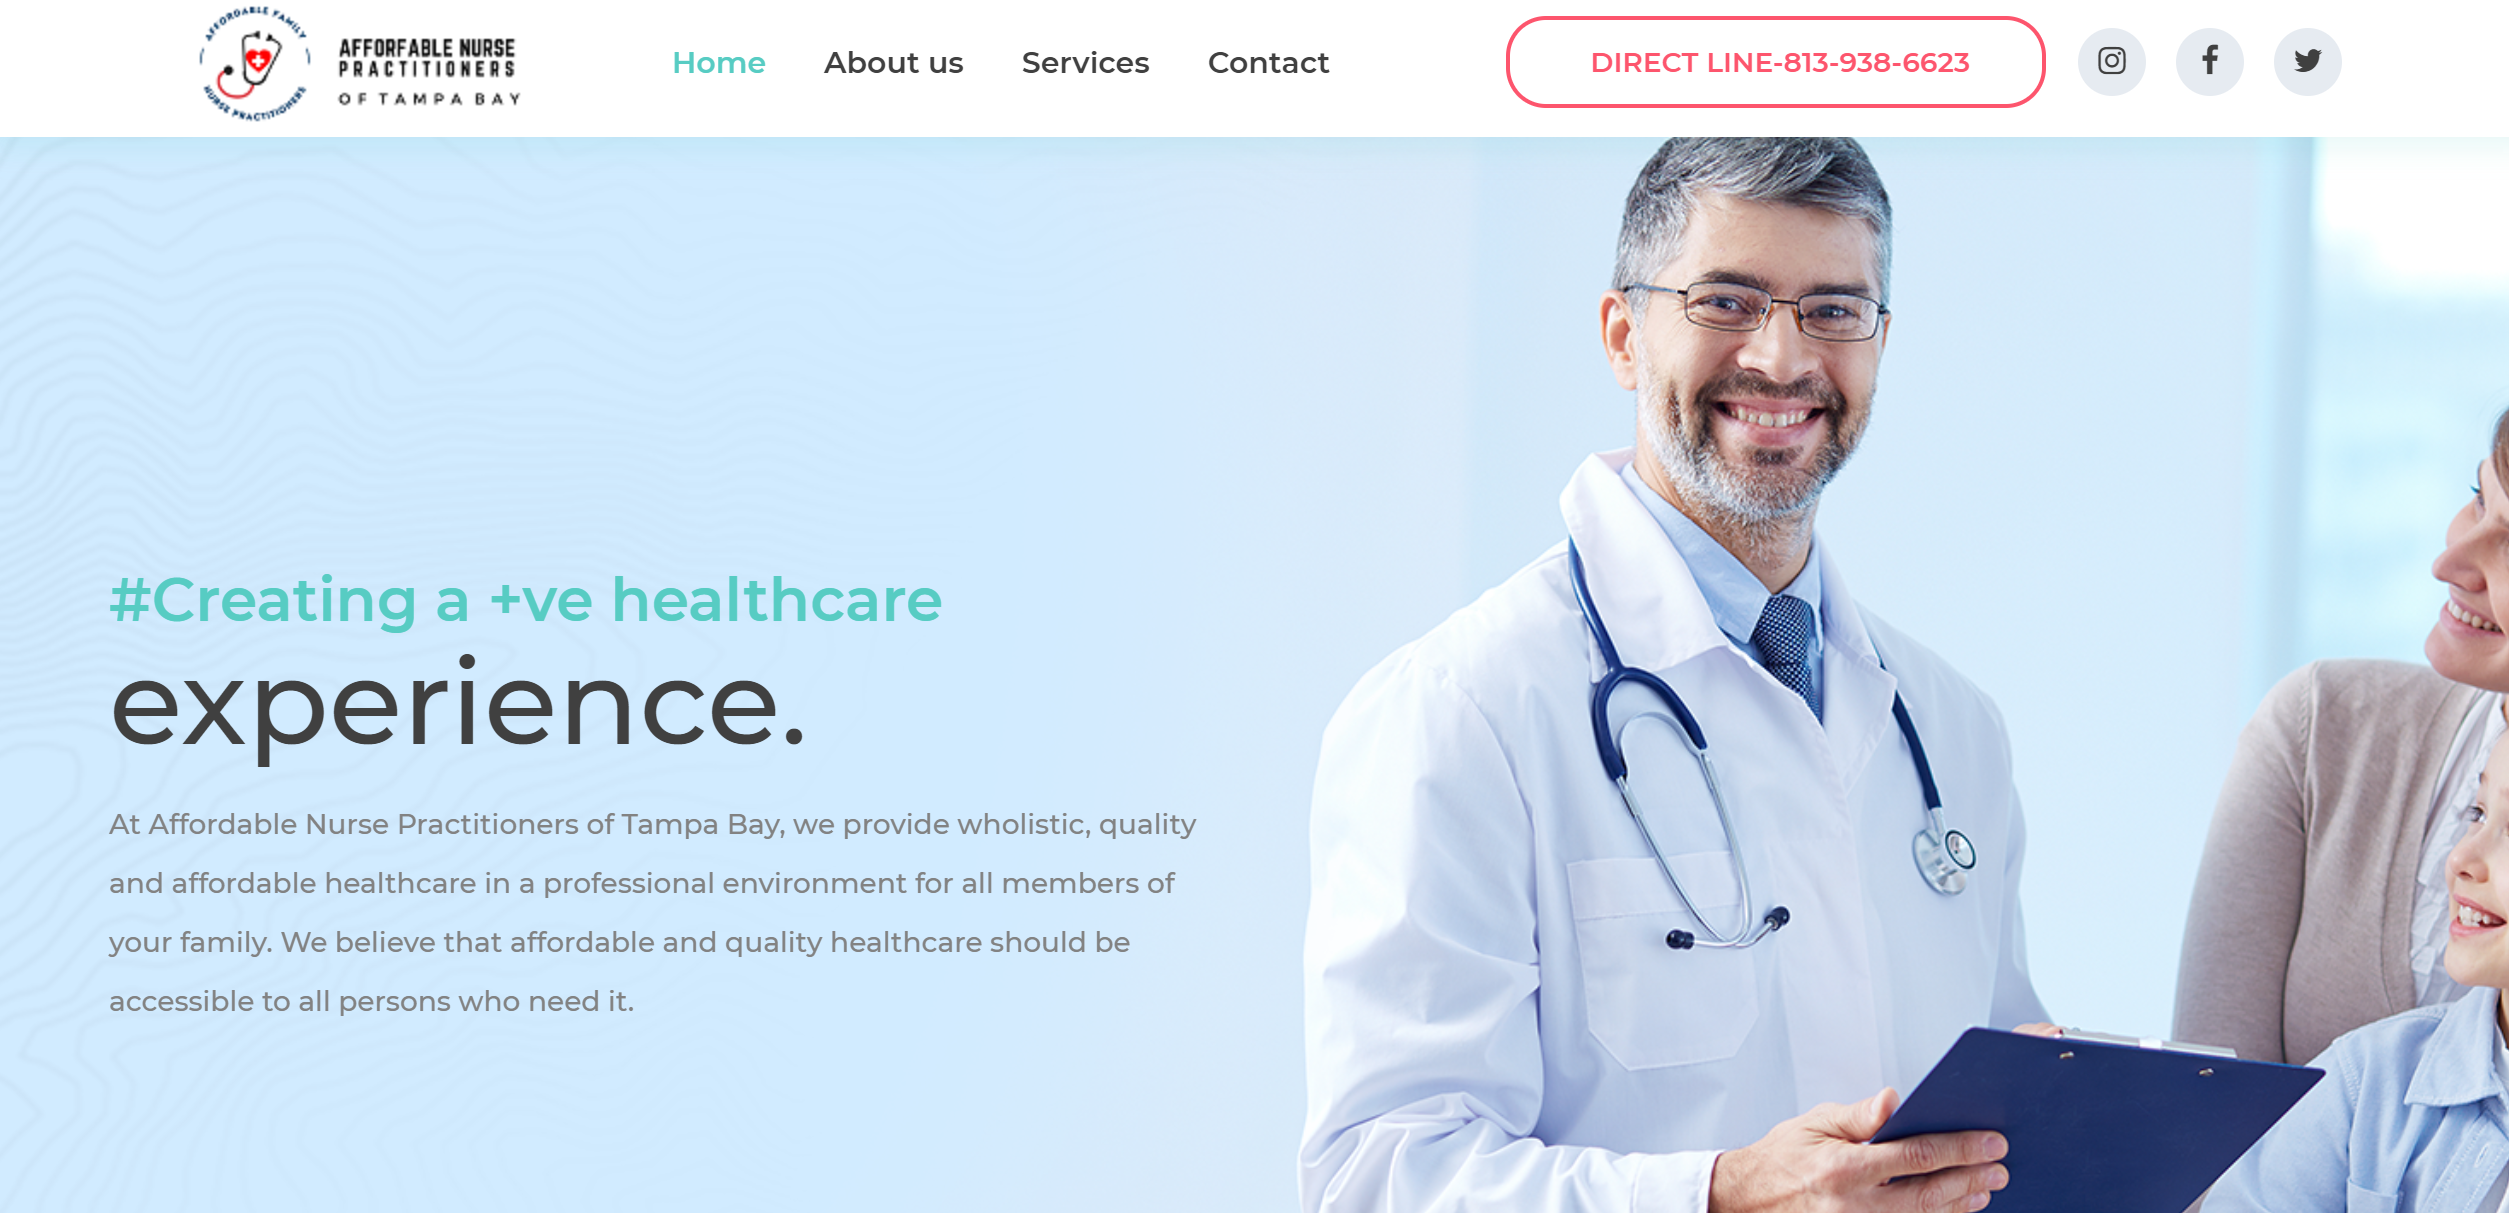 AFFORDABLE FAMILY
NURSE PRACTITIONERS
AFFORFABLE NURSE
PRACTITIONERS
OF TAMPA BAY
Home
About us
Services
Contact
DIRECT LINE-813-938-6623
#Creating a +ve healthcare
experience.
At Affordable Nurse Practitioners of Tampa Bay, we provide wholistic, quality
and affordable healthcare in a professional environment for all members of
your family. We believe that affordable and quality healthcare should be
accessible to all persons who need it.